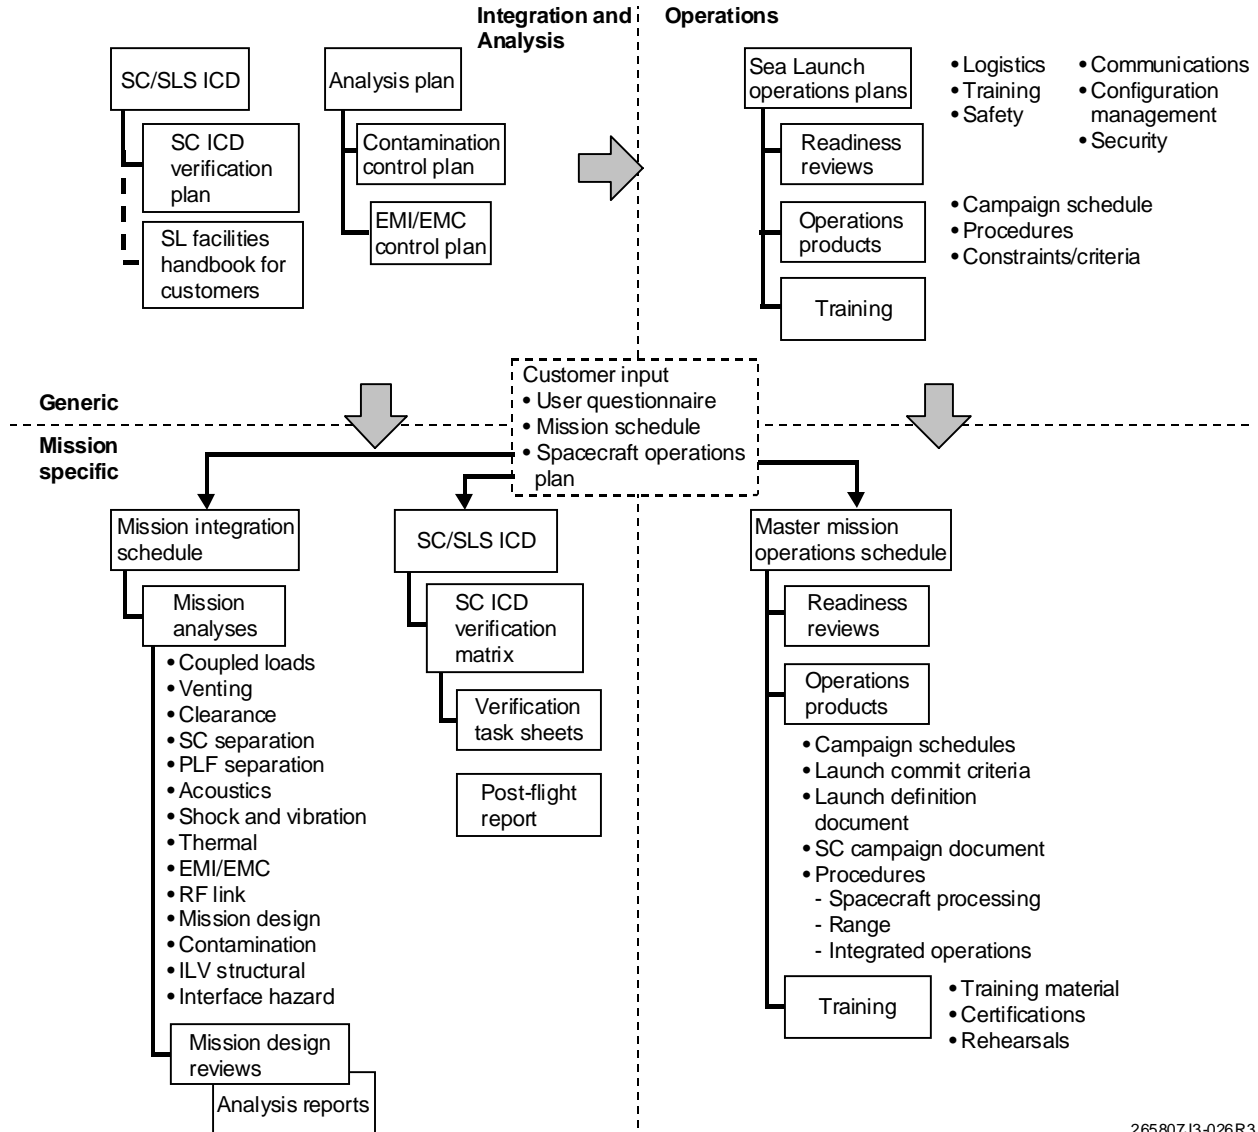 Integration and
Analysis
Operations
SC/SLS ICD
SC ICD
verification
plan
SL facilities
handbook for
customers
Analysis plan
Contamination
control plan
EMI/EMC
control plan
Sea Launch
operations plans
• Logistics
• Training
• Safety
• Communications
• Configuration
management
• Security
Readiness
reviews
Operations
products
• Campaign schedule
• Procedures
• Constraints/criteria
Training
Generic
Mission
specific
Customer input
• User questionnaire
• Mission schedule
• Spacecraft operations
plan
Mission integration
schedule
Mission
analyses
• Coupled loads
• Venting
• Clearance
• SC separation
• PLF separation
• Acoustics
• Shock and vibration
• Thermal
• EMI/EMC
• RF link
• Mission design
• Contamination
• ILV structural
• Interface hazard
Mission design
reviews
Analysis reports
SC/SLS ICD
SC ICD
verification
matrix
Verification
task sheets
Post-flight
report
Master mission
operations schedule
Readiness
reviews
Operations
products
• Campaign schedules
• Launch commit criteria
• Launch definition
document
• SC campaign document
• Procedures
- Spacecraft processing
- Range
- Integrated operations
Training
• Training material
• Certifications
• Rehearsals
265807J3-026R3